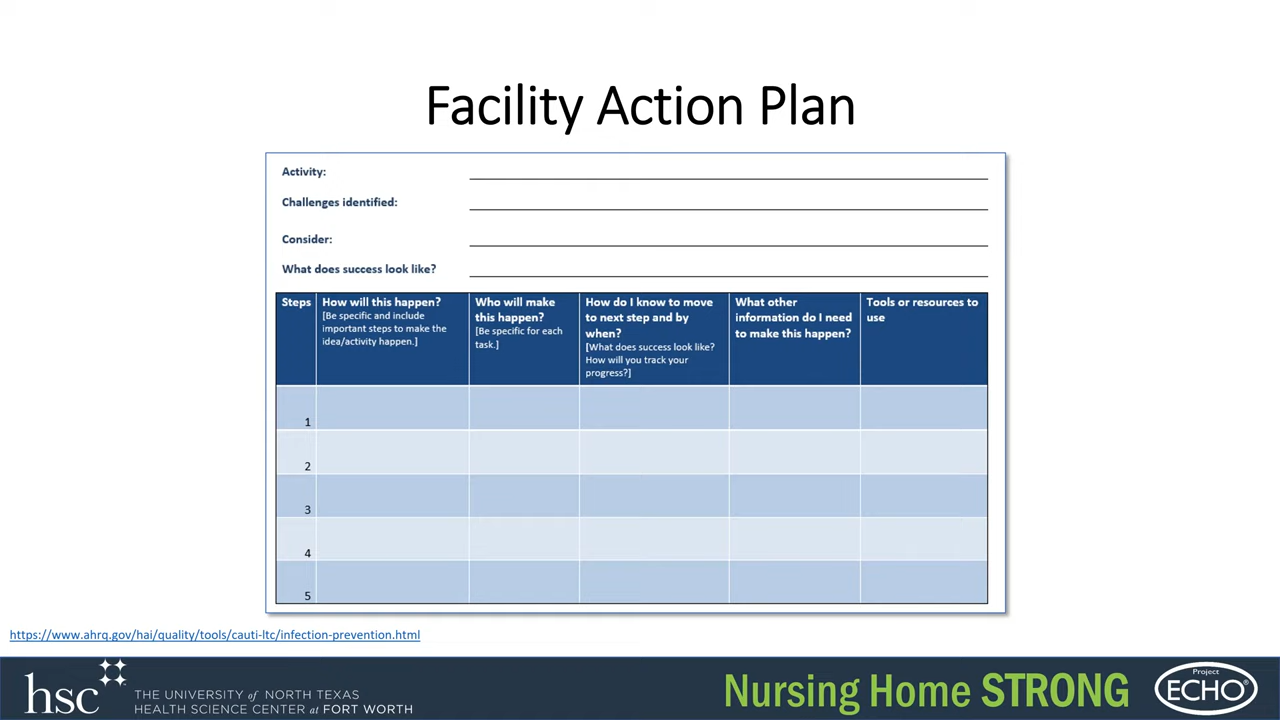 Facility Action Plan
Activity:
Challenges identified:
Consider:
What does success look like?
Steps
How will this happen?
[Be specific and include
important steps to make the
idea/activity happen.]
Who will make
this happen?
[Be specific for each
task.]
How do I know to move
to next step and by
when?
[What does success look like?
How will you track your
progress?]
What other
information do I need
to make this happen?
Tools or resources to
use
1
2
3
4
5
https://www.ahrq.gov/hai/quality/tools/cauti-ltc/infection-prevention.html
hsc
THE UNIVERSITY of NORTH TEXAS
HEALTH SCIENCE CENTER at FORT WORTH
Nursing Home STRONG
Project
ECHO®